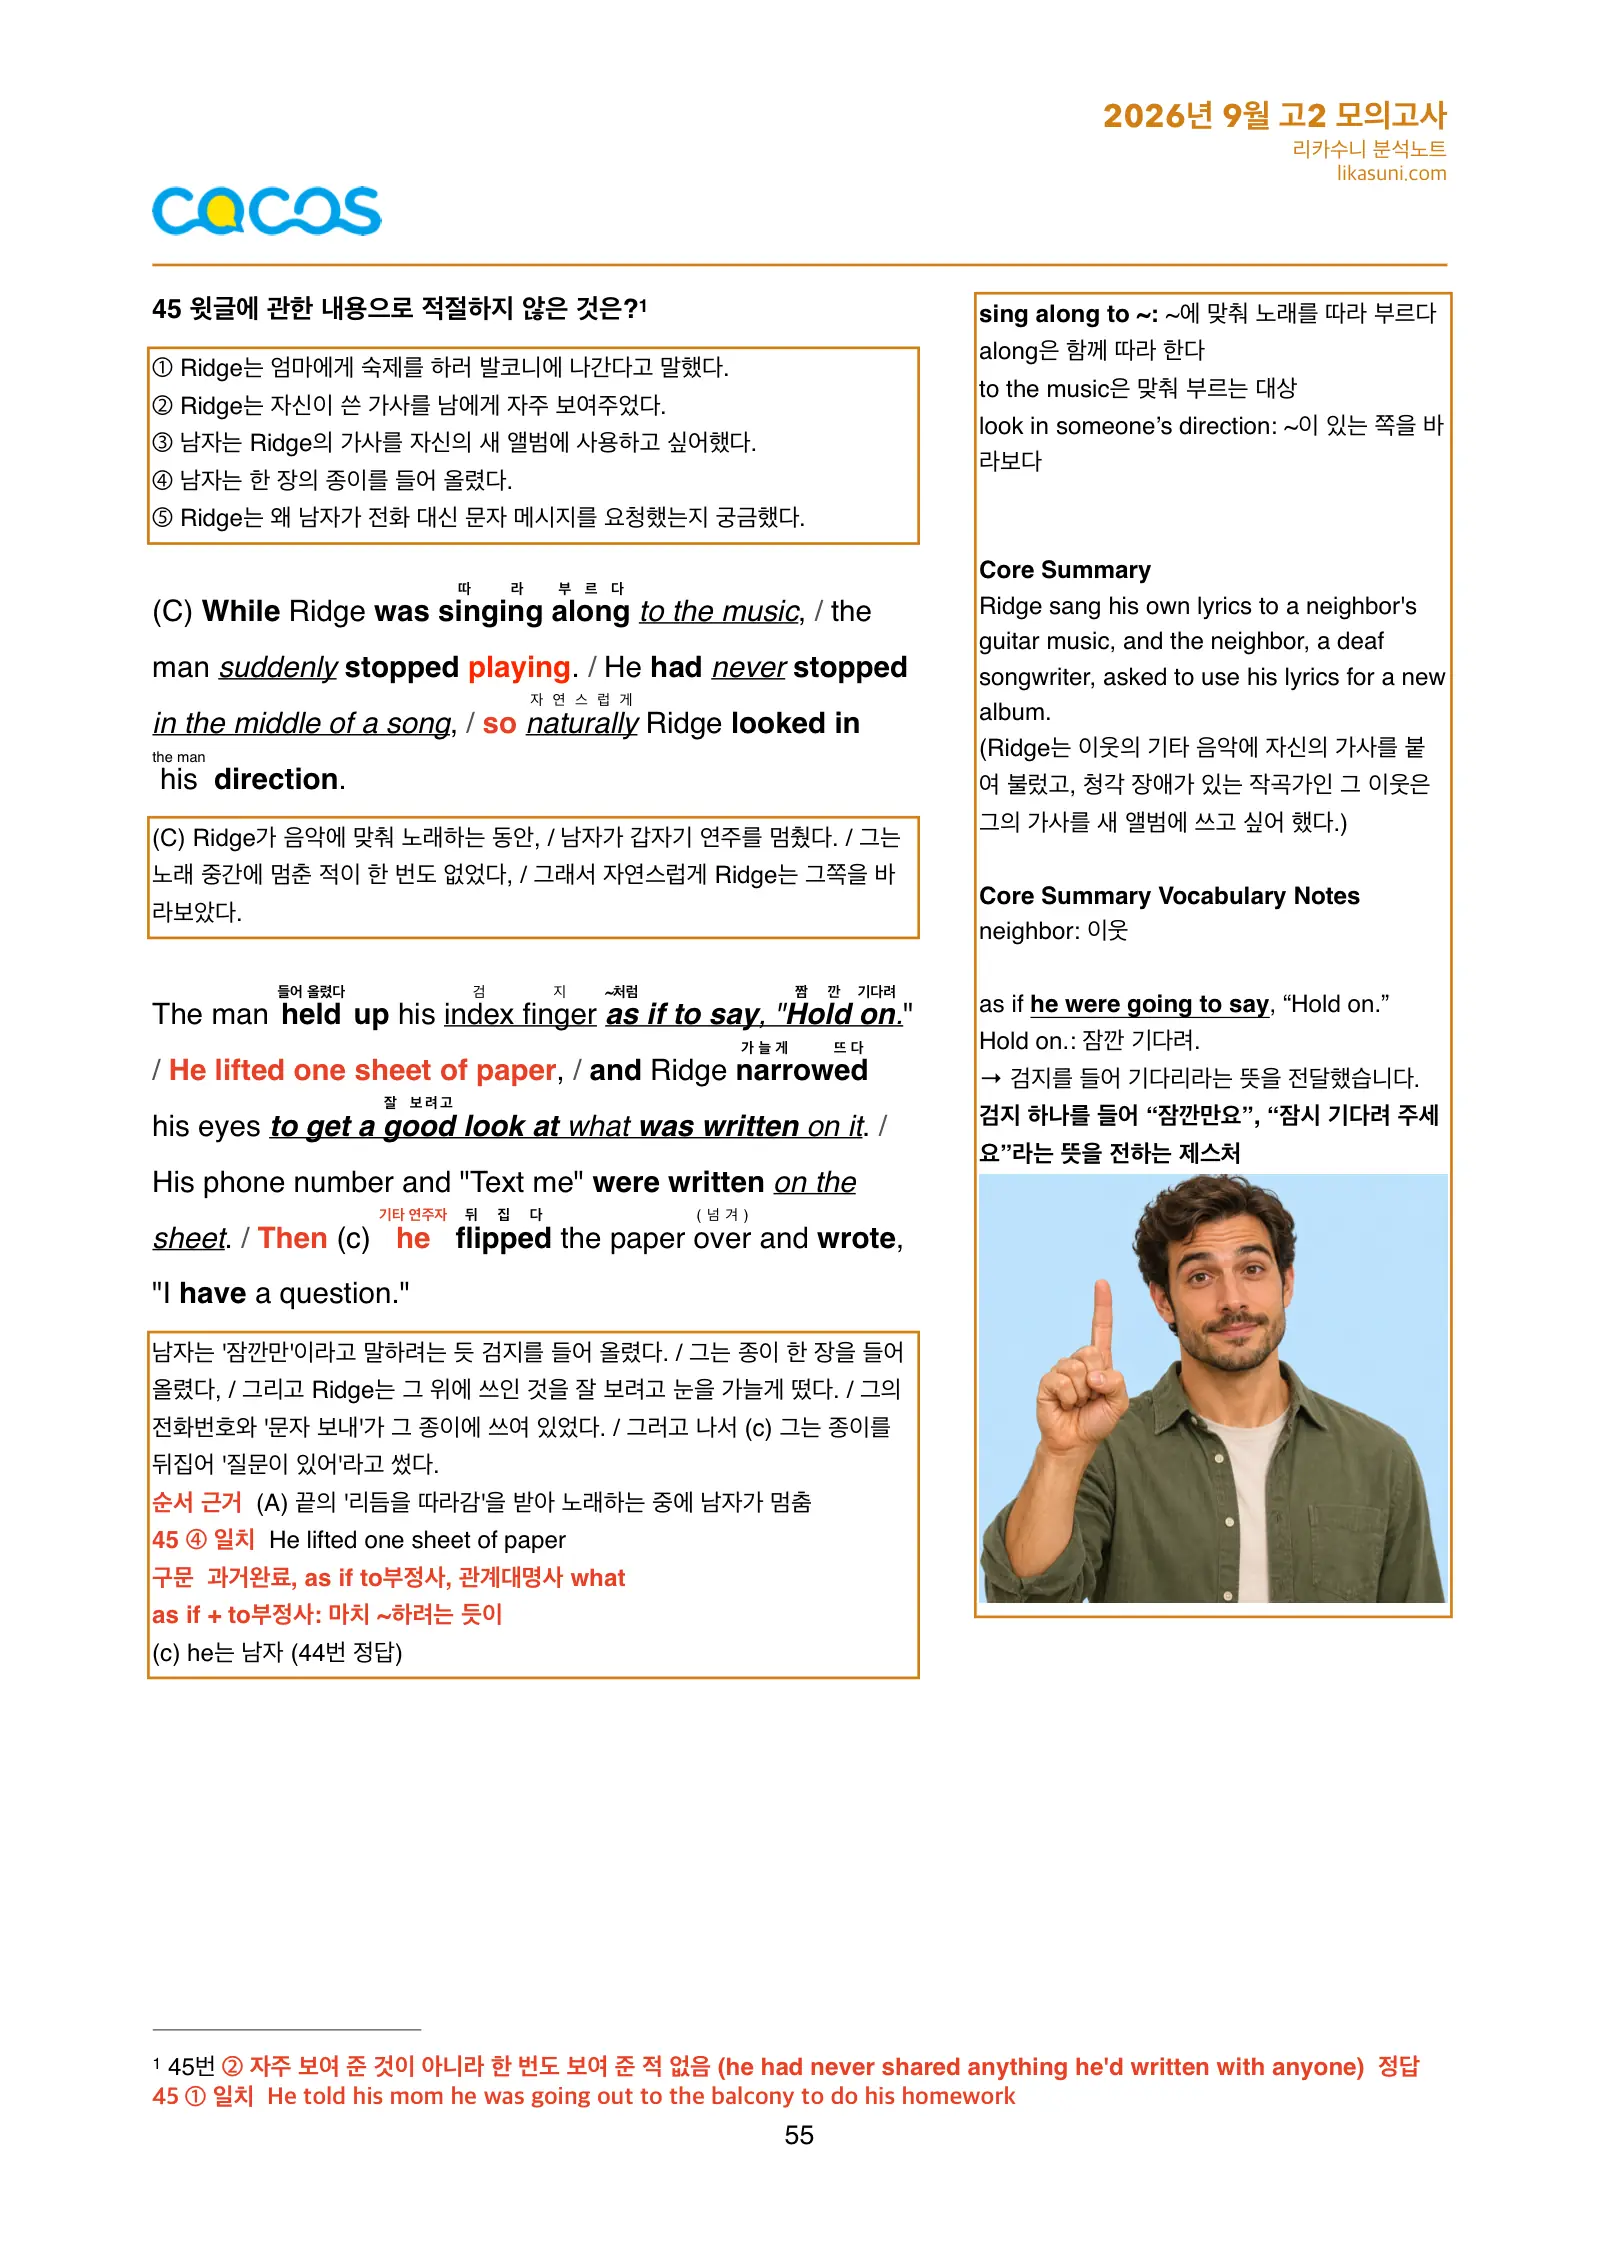 2026년 9월 고2 모의고사
리카수니 분석노트
likasuni.com
cacos
45 윗글에 관한 내용으로 적절하지 않은 것은?¹
① Ridge는 엄마에게 숙제를 하러 발코니에 나간다고 말했다.
② Ridge는 자신이 쓴 가사를 남에게 자주 보여주었다.
③ 남자는 Ridge의 가사를 자신의 새 앨범에 사용하고 싶어했다.
④ 남자는 한 장의 종이를 들어 올렸다.
⑤ Ridge는 왜 남자가 전화 대신 문자 메시지를 요청했는지 궁금했다.
따 라 부 르 다
(C) While Ridge was singing along to the music, / the
man suddenly stopped playing. / He had never stopped
자 연 스 럽 게
in the middle of a song, / so naturally Ridge looked in
the man
his direction.
(C) Ridge가 음악에 맞춰 노래하는 동안, / 남자가 갑자기 연주를 멈췄다. / 그는
노래 중간에 멈춘 적이 한 번도 없었다, / 그래서 자연스럽게 Ridge는 그쪽을 바
라보았다.
들어 올렸다 검 지 ~처럼 짬 깐 기다려
The man held up his index finger as if to say, "Hold on."
가늘게 뜨다
/ He lifted one sheet of paper, / and Ridge narrowed
잘 보려고
his eyes to get a good look at what was written on it. /
His phone number and "Text me" were written on the
기타 연주자 뒤 집 다 (넘겨)
sheet. / Then (c) he flipped the paper over and wrote,
"I have a question."
남자는 '잠깐만'이라고 말하려는 듯 검지를 들어 올렸다. / 그는 종이 한 장을 들어
올렸다, / 그리고 Ridge는 그 위에 쓰인 것을 잘 보려고 눈을 가늘게 떴다. / 그의
전화번호와 '문자 보내'가 그 종이에 쓰여 있었다. / 그러고 나서 (c) 그는 종이를
뒤집어 '질문이 있어'라고 썼다.
순서 근거 (A) 끝의 '리듬을 따라감'을 받아 노래하는 중에 남자가 멈춤
45 ④ 일치 He lifted one sheet of paper
구문 과거완료, as if to부정사, 관계대명사 what
as if + to부정사: 마치 ~하려는 듯이
(c) he는 남자 (44번 정답)
sing along to ~: ~에 맞춰 노래를 따라 부르다
along은 함께 따라 한다
to the music은 맞춰 부르는 대상
look in someone’s direction: ~이 있는 쪽을 바
라보다
Core Summary
Ridge sang his own lyrics to a neighbor's
guitar music, and the neighbor, a deaf
songwriter, asked to use his lyrics for a new
album.
(Ridge는 이웃의 기타 음악에 자신의 가사를 붙
여 불렀고, 청각 장애가 있는 작곡가인 그 이웃은
그의 가사를 새 앨범에 쓰고 싶어 했다.)
Core Summary Vocabulary Notes
neighbor: 이웃
as if he were going to say, “Hold on.”
Hold on.: 잠깐 기다려.
→ 검지를 들어 기다리라는 뜻을 전달했습니다.
검지 하나를 들어 “잠깐만요”, “잠시 기다려 주세
요”라는 뜻을 전하는 제스처
¹ 45번 ② 자주 보여 준 것이 아니라 한 번도 보여 준 적 없음 (he had never shared anything he'd written with anyone) 정답
45 ① 일치 He told his mom he was going out to the balcony to do his homework
55